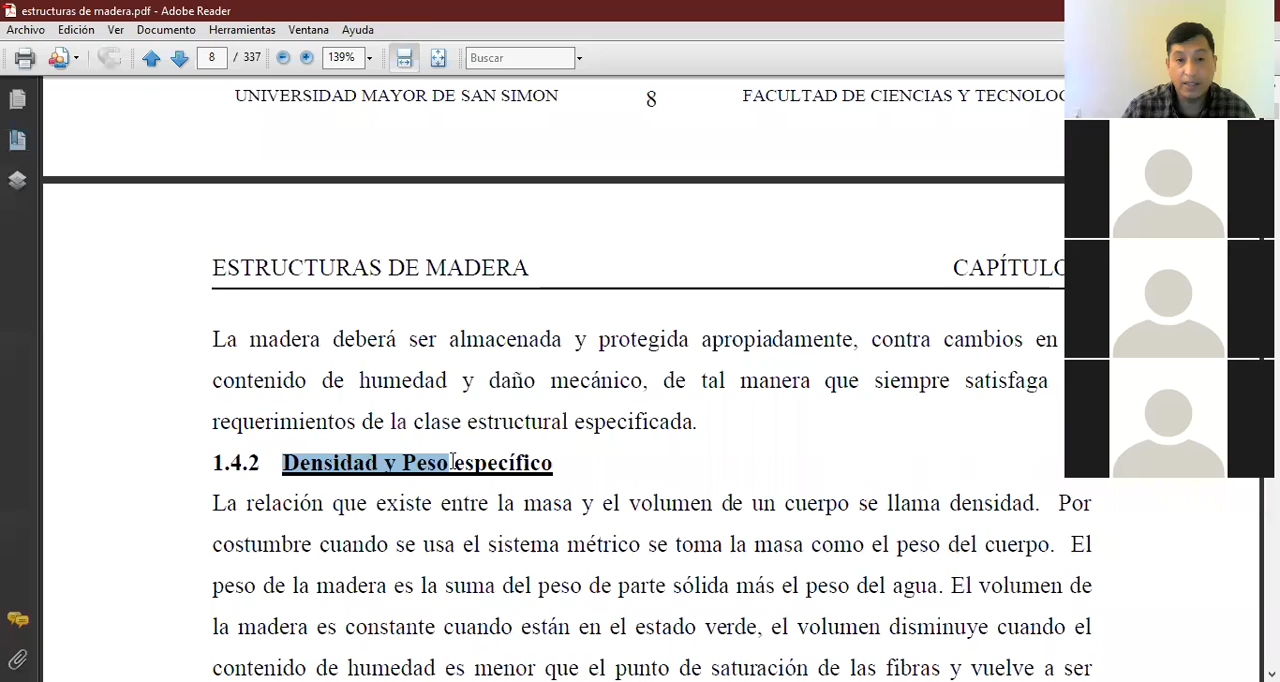 estructuras de madera.pdf - Adobe Reader
Archivo Edición Ver Documento Herramientas Ventana Ayuda
8 / 337 139% Buscar
UNIVERSIDAD MAYOR DE SAN SIMON 8 FACULTAD DE CIENCIAS Y TECNOLOG
ESTRUCTURAS DE MADERA CAPÍTULO
La madera deberá ser almacenada y protegida apropiadamente, contra cambios en
contenido de humedad y daño mecánico, de tal manera que siempre satisfaga
requerimientos de la clase estructural especificada.
1.4.2 Densidad y Peso específico
La relación que existe entre la masa y el volumen de un cuerpo se llama densidad. Por
costumbre cuando se usa el sistema métrico se toma la masa como el peso del cuerpo. El
peso de la madera es la suma del peso de parte sólida más el peso del agua. El volumen de
la madera es constante cuando están en el estado verde, el volumen disminuye cuando el
contenido de humedad es menor que el punto de saturación de las fibras y vuelve a ser